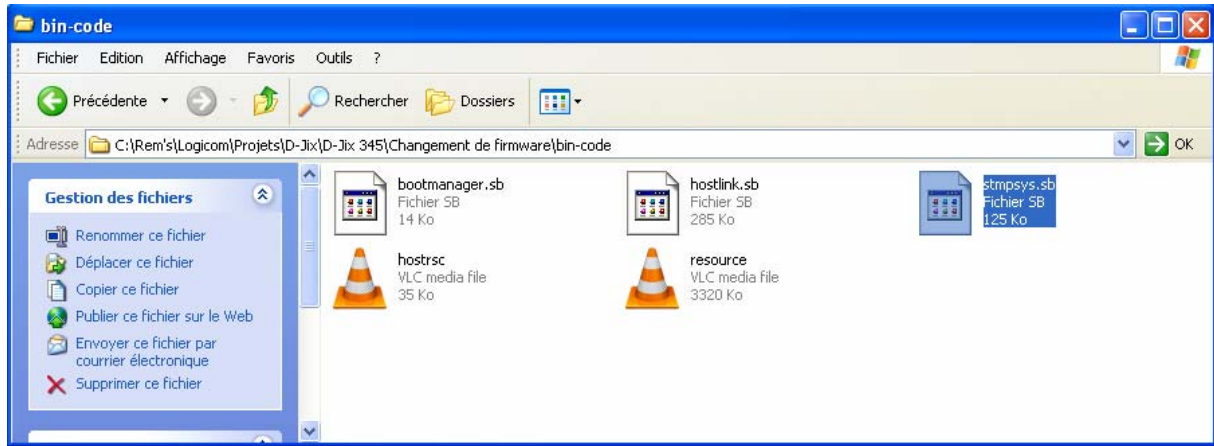 bin-code
Fichier Edition Affichage Favoris Outils ?
Précédente Rechercher Dossiers
Adresse C:\Rem's\Logicom\Projets\D-Jix\D-Jix 345\Changement de firmware\bin-code OK
Gestion des fichiers
Renommer ce fichier
Déplacer ce fichier
Copier ce fichier
Publier ce fichier sur le Web
Envoyer ce fichier par
courrier électronique
Supprimer ce fichier
bootmanager.sb
Fichier SB
14 Ko
hostlink.sb
Fichier SB
285 Ko
stmpsys.sb
Fichier SB
125 Ko
hostrsc
VLC media file
35 Ko
resource
VLC media file
3320 Ko